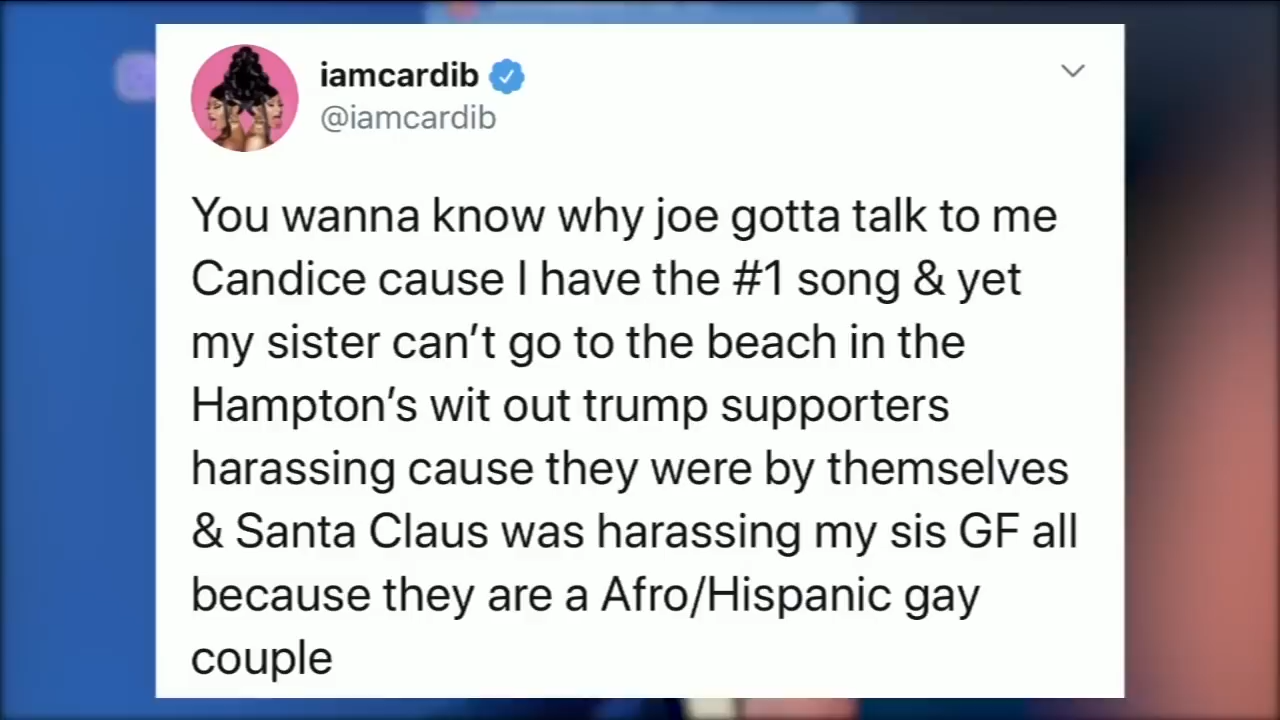 iamcardib
@iamcardib
You wanna know why joe gotta talk to me
Candice cause I have the #1 song & yet
my sister can’t go to the beach in the
Hampton’s wit out trump supporters
harassing cause they were by themselves
& Santa Claus was harassing my sis GF all
because they are a Afro/Hispanic gay
couple